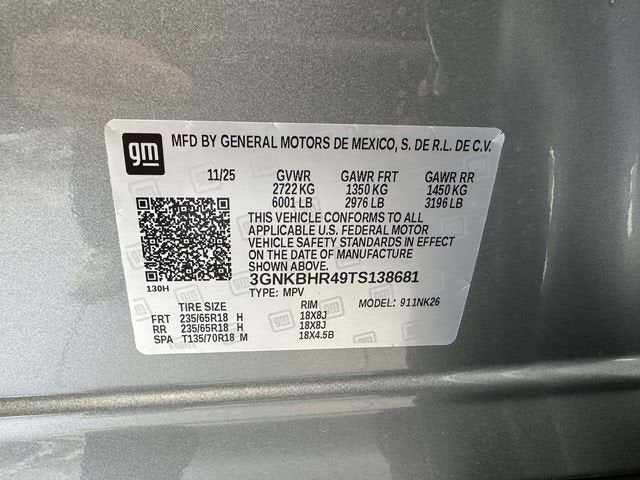 gm
MFD BY GENERAL MOTORS DE MEXICO, S. DE R.L. DE C.V.
11/25 GVWR GAWR FRT GAWR RR
2722 KG 1350 KG 1450 KG
6001 LB 2976 LB 3196 LB
THIS VEHICLE CONFORMS TO ALL
APPLICABLE U.S. FEDERAL MOTOR
VEHICLE SAFETY STANDARDS IN EFFECT
ON THE DATE OF MANUFACTURE
SHOWN ABOVE.
130H 3GNKBHR49TS138681
TYPE: MPV MODEL: 911NK26
TIRE SIZE RIM
FRT 235/65R18 H 18X8J
RR 235/65R18 H 18X8J
SPA T135/70R18 M 18X4.5B